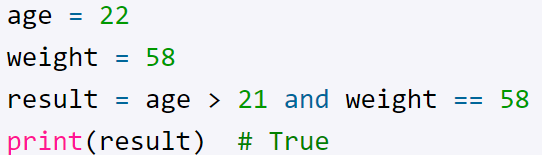 age = 22
weight = 58
result = age > 21 and weight == 58
print(result)  # True